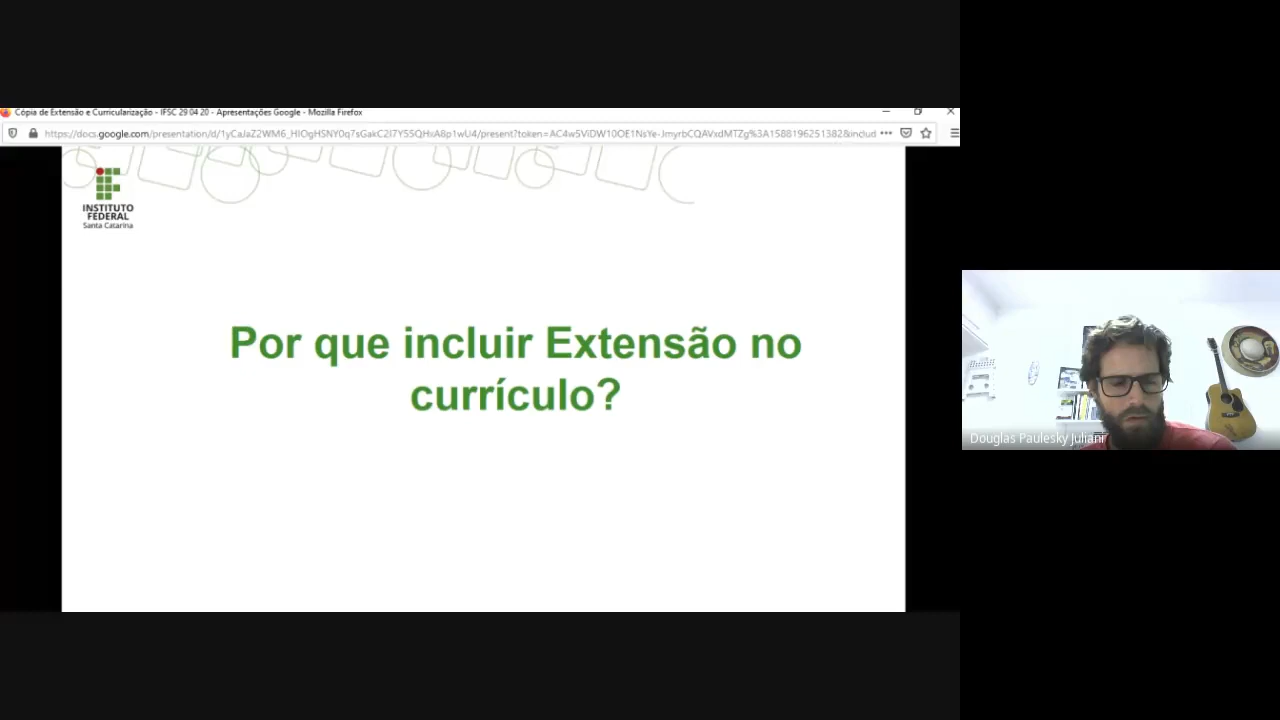 Cópia de Extensão e Curricularização - IFSC 29 04 20 - Apresentações Google - Mozilla Firefox
INSTITUTO
FEDERAL
Santa Catarina
Por que incluir Extensão no
currículo?
Douglas Paulesky Juliani